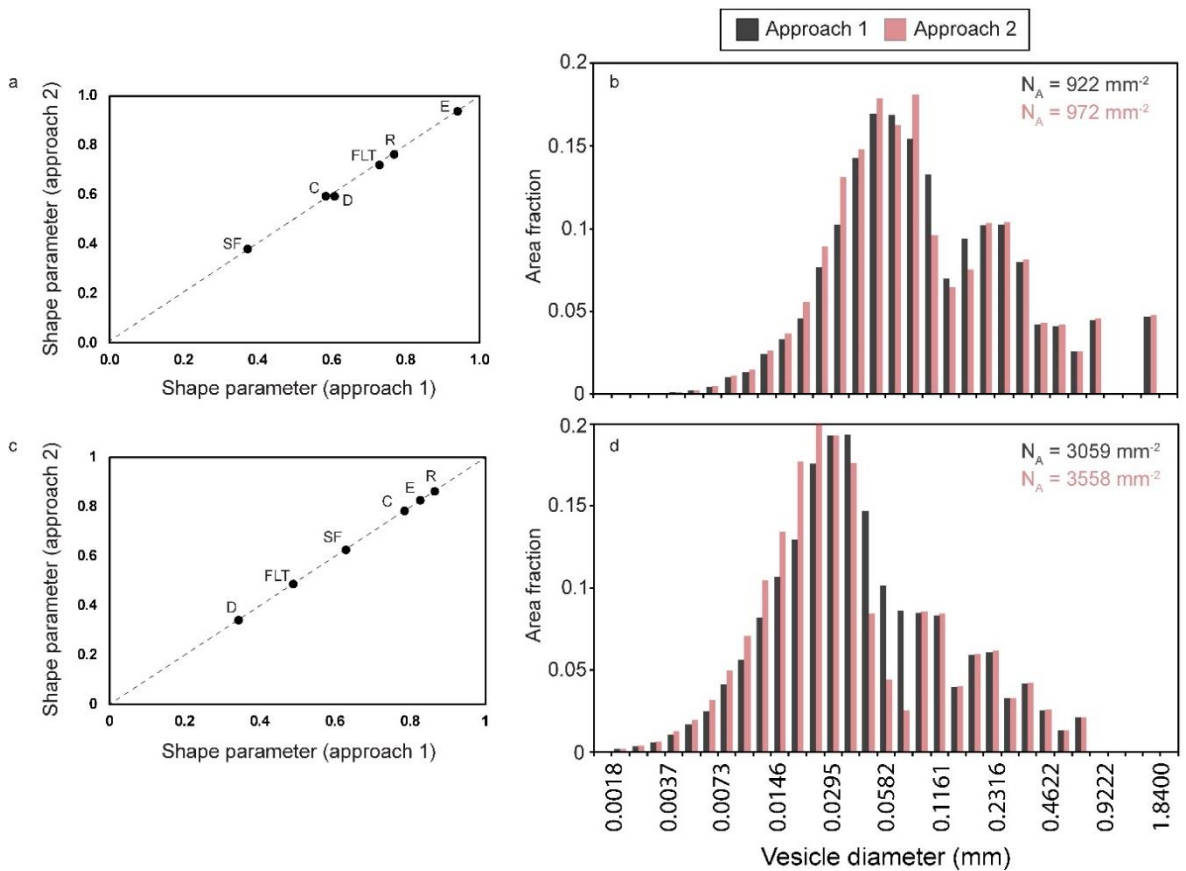 Approach 1 Approach 2
a
Shape parameter (approach 2)
1.0
0.8
0.6
0.4
0.2
0.0
E
R
FLT
C
D
SF
0.0 0.2 0.4 0.6 0.8 1.0
Shape parameter (approach 1)
b
Area fraction
0.2
0.15
0.1
0.05
0
N_A = 922 mm⁻²
N_A = 972 mm⁻²
c
Shape parameter (approach 2)
1
0.8
0.6
0.4
0.2
0
R
E
C
SF
FLT
D
0 0.2 0.4 0.6 0.8 1
Shape parameter (approach 1)
d
Area fraction
0.2
0.15
0.1
0.05
0
N_A = 3059 mm⁻²
N_A = 3558 mm⁻²
0.0018 0.0037 0.0073 0.0146 0.0295 0.0582 0.1161 0.2316 0.4622 0.9222 1.8400
Vesicle diameter (mm)